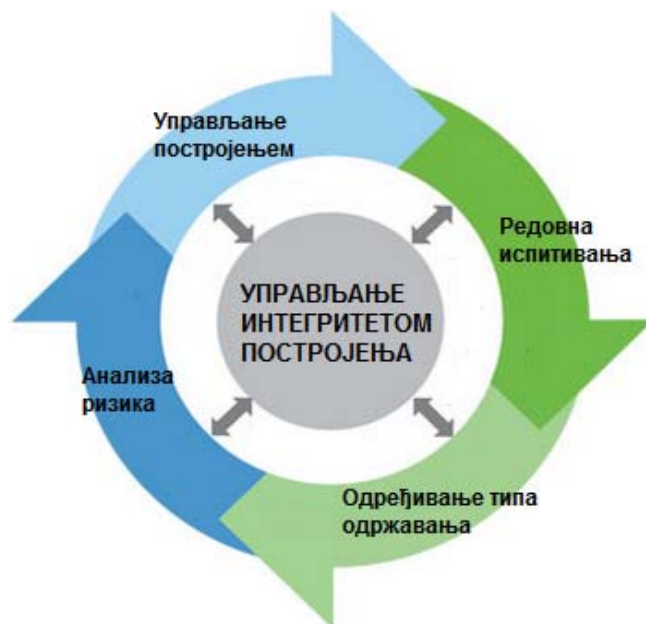 Управљање
постројењем
Редовна
испитивања
УПРАВЉАЊЕ
ИНТЕГРИТЕТОМ
ПОСТРОЈЕЊА
Анализа
ризика
Одређивање типа
одржавања